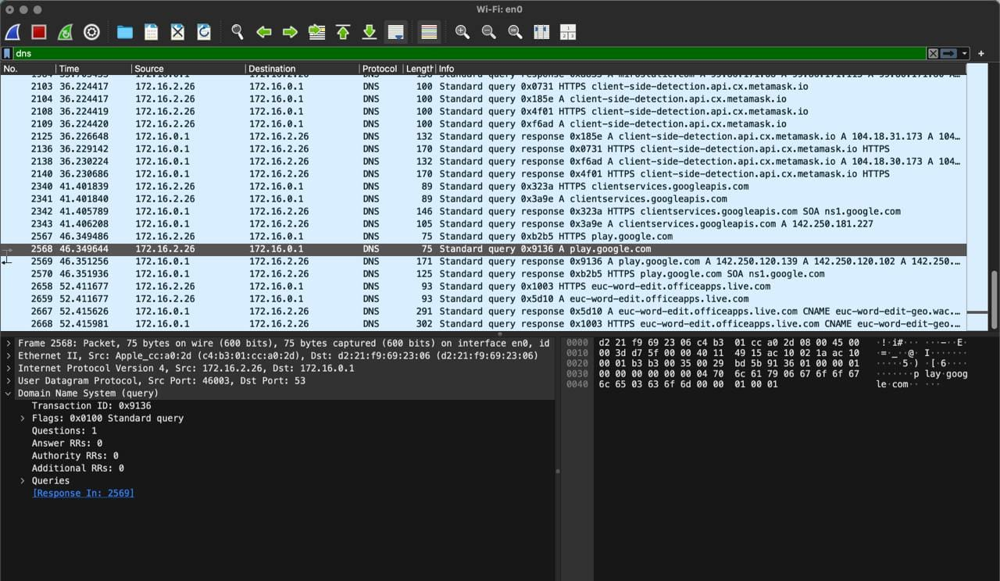 Wi-Fi: en0
dns
No. Time Source Destination Protocol Length Info
2103 36.224417 172.16.2.26 172.16.0.1 DNS 100 Standard query 0x0731 HTTPS client-side-detection.api.cx.metamask.io
2104 36.224417 172.16.2.26 172.16.0.1 DNS 100 Standard query 0x185e A client-side-detection.api.cx.metamask.io
2108 36.224419 172.16.2.26 172.16.0.1 DNS 100 Standard query 0x4f01 HTTPS client-side-detection.api.cx.metamask.io
2109 36.224420 172.16.2.26 172.16.0.1 DNS 100 Standard query 0xf6ad A client-side-detection.api.cx.metamask.io
2125 36.226648 172.16.0.1 172.16.2.26 DNS 132 Standard query response 0x185e A client-side-detection.api.cx.metamask.io A 104.18.31.173 A 104…
2136 36.229142 172.16.0.1 172.16.2.26 DNS 170 Standard query response 0x0731 HTTPS client-side-detection.api.cx.metamask.io HTTPS
2138 36.230224 172.16.0.1 172.16.2.26 DNS 132 Standard query response 0xf6ad A client-side-detection.api.cx.metamask.io A 104.18.30.173 A 104…
2140 36.230686 172.16.0.1 172.16.2.26 DNS 170 Standard query response 0x4f01 HTTPS client-side-detection.api.cx.metamask.io HTTPS
2340 41.401839 172.16.2.26 172.16.0.1 DNS 89 Standard query 0x323a HTTPS clientservices.googleapis.com
2341 41.401840 172.16.2.26 172.16.0.1 DNS 89 Standard query 0x3a9e A clientservices.googleapis.com
2342 41.405789 172.16.0.1 172.16.2.26 DNS 146 Standard query response 0x323a HTTPS clientservices.googleapis.com SOA ns1.google.com
2343 41.406208 172.16.0.1 172.16.2.26 DNS 105 Standard query response 0x3a9e A clientservices.googleapis.com A 142.250.181.227
2567 46.349486 172.16.2.26 172.16.0.1 DNS 75 Standard query 0xb2b5 HTTPS play.google.com
2568 46.349644 172.16.2.26 172.16.0.1 DNS 75 Standard query 0x9136 A play.google.com
2569 46.351256 172.16.0.1 172.16.2.26 DNS 171 Standard query response 0x9136 A play.google.com A 142.250.120.139 A 142.250.120.102 A 142.250.…
2570 46.351936 172.16.0.1 172.16.2.26 DNS 125 Standard query response 0xb2b5 HTTPS play.google.com SOA ns1.google.com
2658 52.411677 172.16.2.26 172.16.0.1 DNS 93 Standard query 0x1003 HTTPS euc-word-edit.officeapps.live.com
2659 52.411677 172.16.2.26 172.16.0.1 DNS 93 Standard query 0x5d10 A euc-word-edit.officeapps.live.com
2667 52.415626 172.16.0.1 172.16.2.26 DNS 291 Standard query response 0x5d10 A euc-word-edit.officeapps.live.com CNAME euc-word-edit-geo.wac.…
2668 52.415981 172.16.0.1 172.16.2.26 DNS 302 Standard query response 0x1003 HTTPS euc-word-edit.officeapps.live.com CNAME euc-word-edit-geo.…
Frame 2568: Packet, 75 bytes on wire (600 bits), 75 bytes captured (600 bits) on interface en0, id
Ethernet II, Src: Apple_cc:a0:2d (c4:b3:01:cc:a0:2d), Dst: d2:21:f9:69:23:06 (d2:21:f9:69:23:06)
Internet Protocol Version 4, Src: 172.16.2.26, Dst: 172.16.0.1
User Datagram Protocol, Src Port: 46003, Dst Port: 53
Domain Name System (query)
Transaction ID: 0x9136
Flags: 0x0100 Standard query
Questions: 1
Answer RRs: 0
Authority RRs: 0
Additional RRs: 0
Queries
[Response In: 2569]
0000 d2 21 f9 69 23 06 c4 b3 01 cc a0 2d 08 00 45 00 ·!·i#··· ···-··E·
0010 00 3d d7 5f 00 00 40 11 49 15 ac 10 02 1a ac 10 ·=·_··@· I·······
0020 00 01 b3 b3 00 35 00 29 bd 5b 91 36 01 00 00 01 ·····5·) ·[·6····
0030 00 00 00 00 00 00 04 70 6c 61 79 06 67 6f 6f 67 ·······p lay·goog
0040 6c 65 03 63 6f 6d 00 00 01 00 01 le·com·· ···